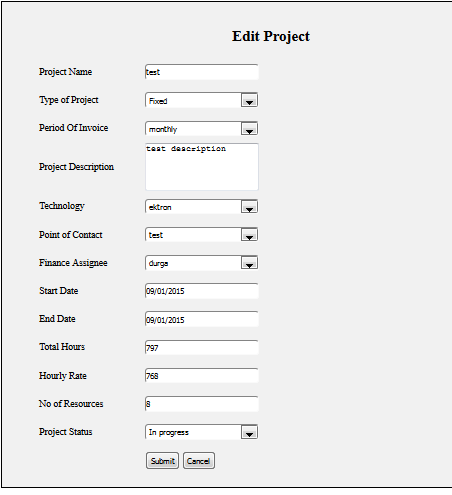 Edit Project
Project Name test
Type of Project Fixed
Period Of Invoice monthly
Project Description test description
Technology ektron
Point of Contact test
Finance Assignee durga
Start Date 09/01/2015
End Date 09/01/2015
Total Hours 797
Hourly Rate 768
No of Resources 8
Project Status In progress
Submit Cancel